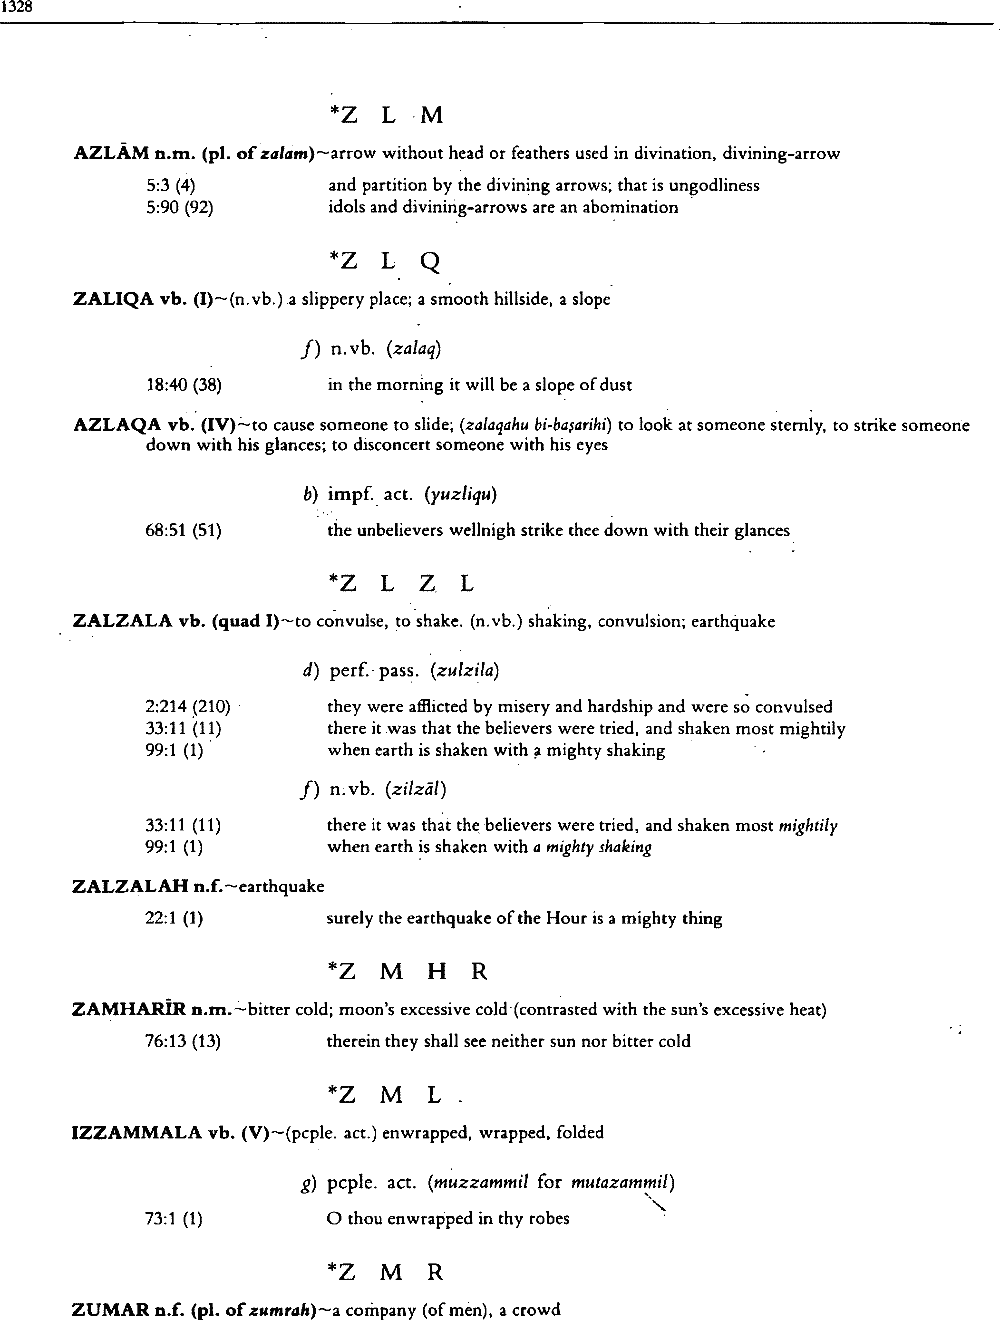 1328
*Z L M
AZLĀM n.m. (pl. of zalam)~arrow without head or feathers used in divination, divining-arrow
5:3 (4) and partition by the divining arrows; that is ungodliness
5:90 (92) idols and divining-arrows are an abomination
*Z L Q
ZALIQA vb. (I)~(n.vb.) a slippery place; a smooth hillside, a slope
f) n.vb. (zalaq)
18:40 (38) in the morning it will be a slope of dust
AZLAQA vb. (IV)~to cause someone to slide; (zalaqahu bi-baṣarihi) to look at someone sternly, to strike someone
down with his glances; to disconcert someone with his eyes
b) impf. act. (yuzliqu)
68:51 (51) the unbelievers wellnigh strike thee down with their glances
*Z L Z L
ZALZALA vb. (quad I)~to convulse, to shake. (n.vb.) shaking, convulsion; earthquake
d) perf. pass. (zulzila)
2:214 (210) they were afflicted by misery and hardship and were so convulsed
33:11 (11) there it was that the believers were tried, and shaken most mightily
99:1 (1) when earth is shaken with a mighty shaking
f) n.vb. (zilzāl)
33:11 (11) there it was that the believers were tried, and shaken most mightily
99:1 (1) when earth is shaken with a mighty shaking
ZALZALAH n.f.~earthquake
22:1 (1) surely the earthquake of the Hour is a mighty thing
*Z M H R
ZAMHARĪR n.m.~bitter cold; moon's excessive cold (contrasted with the sun's excessive heat)
76:13 (13) therein they shall see neither sun nor bitter cold
*Z M L
IZZAMMALA vb. (V)~(pcple. act.) enwrapped, wrapped, folded
g) pcple. act. (muzzammil for mutazammil)
73:1 (1) O thou enwrapped in thy robes
*Z M R
ZUMAR n.f. (pl. of zumrah)~a company (of men), a crowd